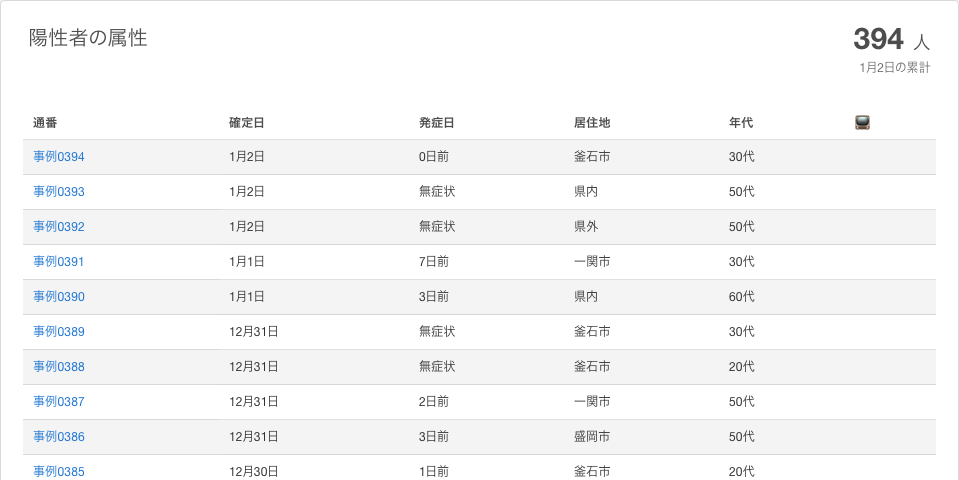 陽性者の属性
394 人
1月2日の累計
通番 確定日 発症日 居住地 年代
事例0394 1月2日 0日前 釜石市 30代
事例0393 1月2日 無症状 県内 50代
事例0392 1月2日 無症状 県外 50代
事例0391 1月1日 7日前 一関市 30代
事例0390 1月1日 3日前 県内 60代
事例0389 12月31日 無症状 釜石市 30代
事例0388 12月31日 無症状 釜石市 20代
事例0387 12月31日 2日前 一関市 50代
事例0386 12月31日 3日前 盛岡市 50代
事例0385 12月30日 1日前 釜石市 20代